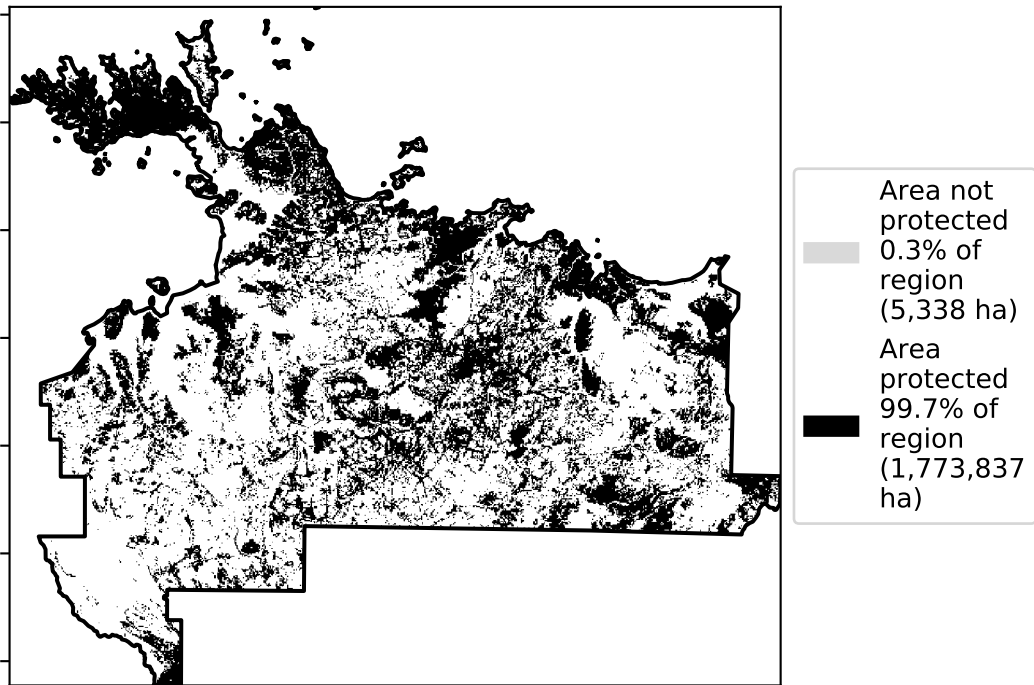 Area not
protected
0.3% of
region
(5,338 ha)
Area
protected
99.7% of
region
(1,773,837
ha)